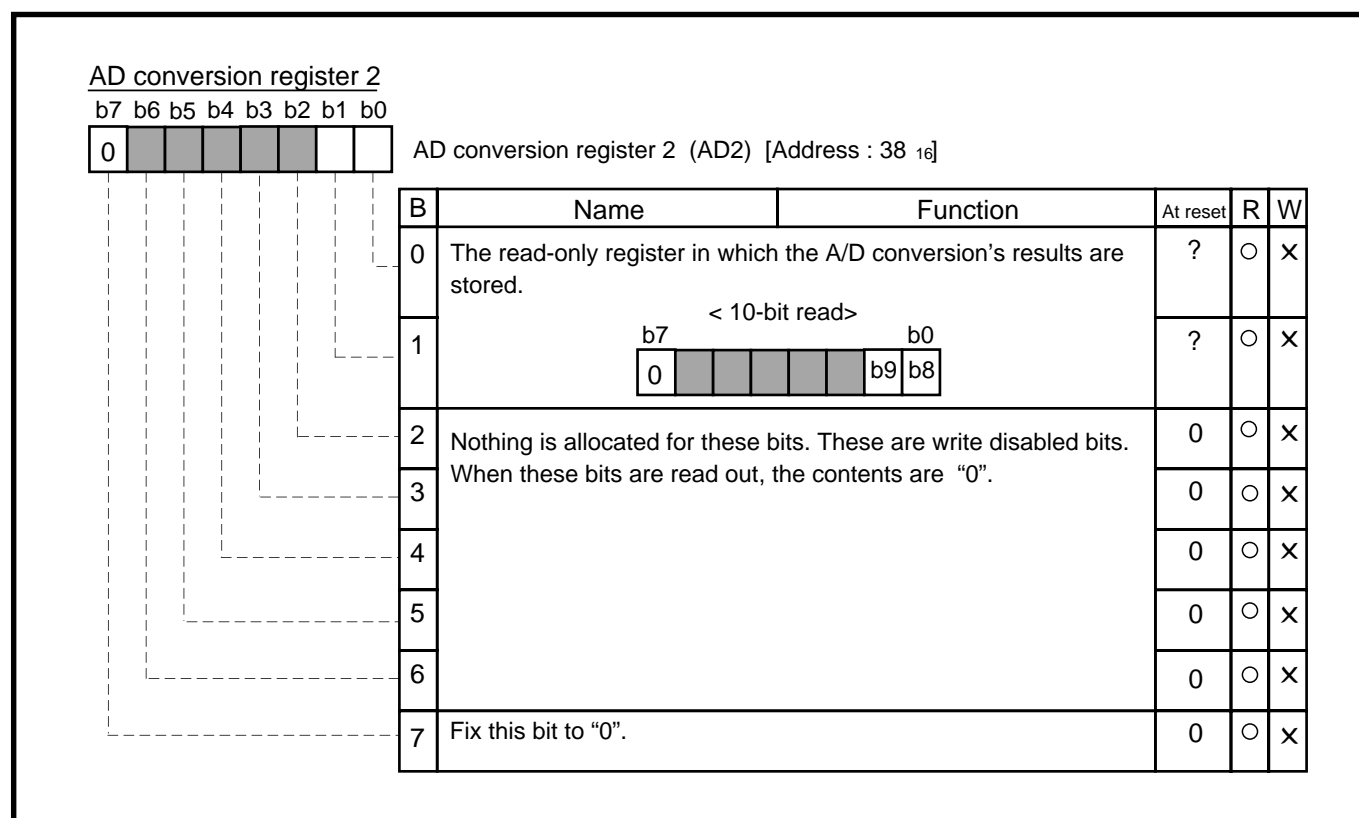 AD conversion register 2
b7 b6 b5 b4 b3 b2 b1 b0
0
AD conversion register 2 (AD2) [Address : 38 16]
B Name Function At reset R W
0 The read-only register in which the A/D conversion’s results are ? ○ ×
stored.
< 10-bit read>
b7 b0
1 ? ○ ×
0 b9 b8
2 Nothing is allocated for these bits. These are write disabled bits. 0 ○ ×
When these bits are read out, the contents are “0”.
3 0 ○ ×
4 0 ○ ×
5 0 ○ ×
6 0 ○ ×
7 Fix this bit to “0”. 0 ○ ×